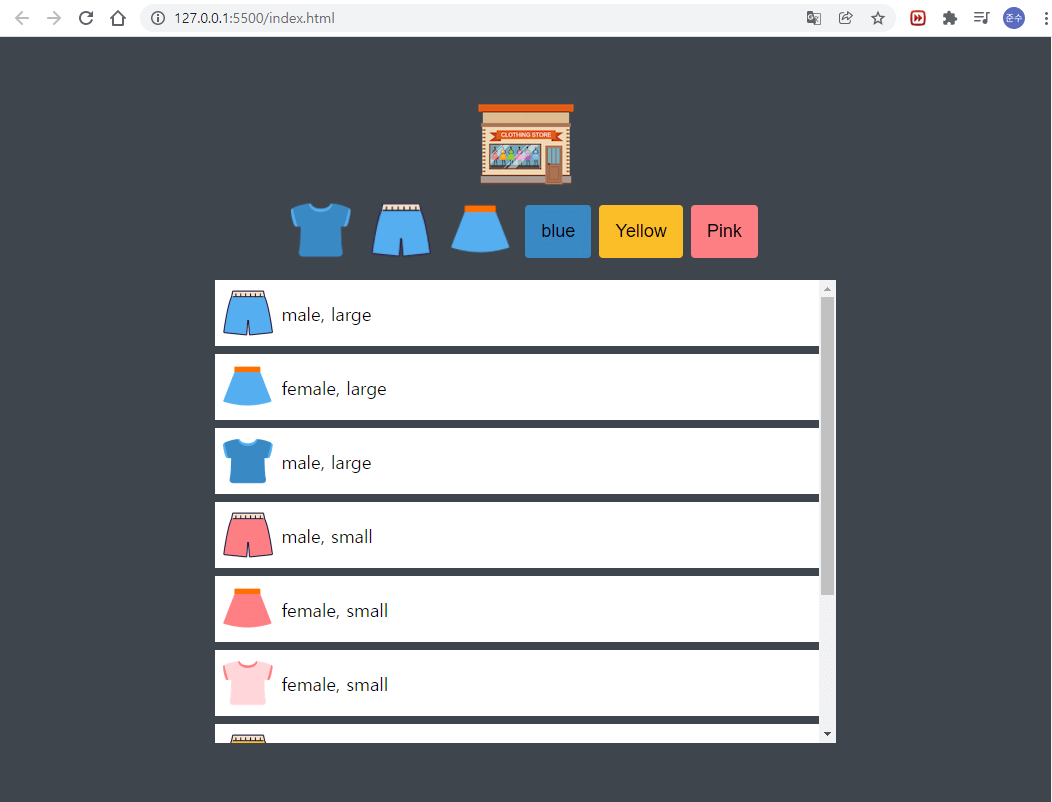 127.0.0.1:5500/index.html
준수
CLOTHING STORE
blue
Yellow
Pink
male, large
female, large
male, large
male, small
female, small
female, small